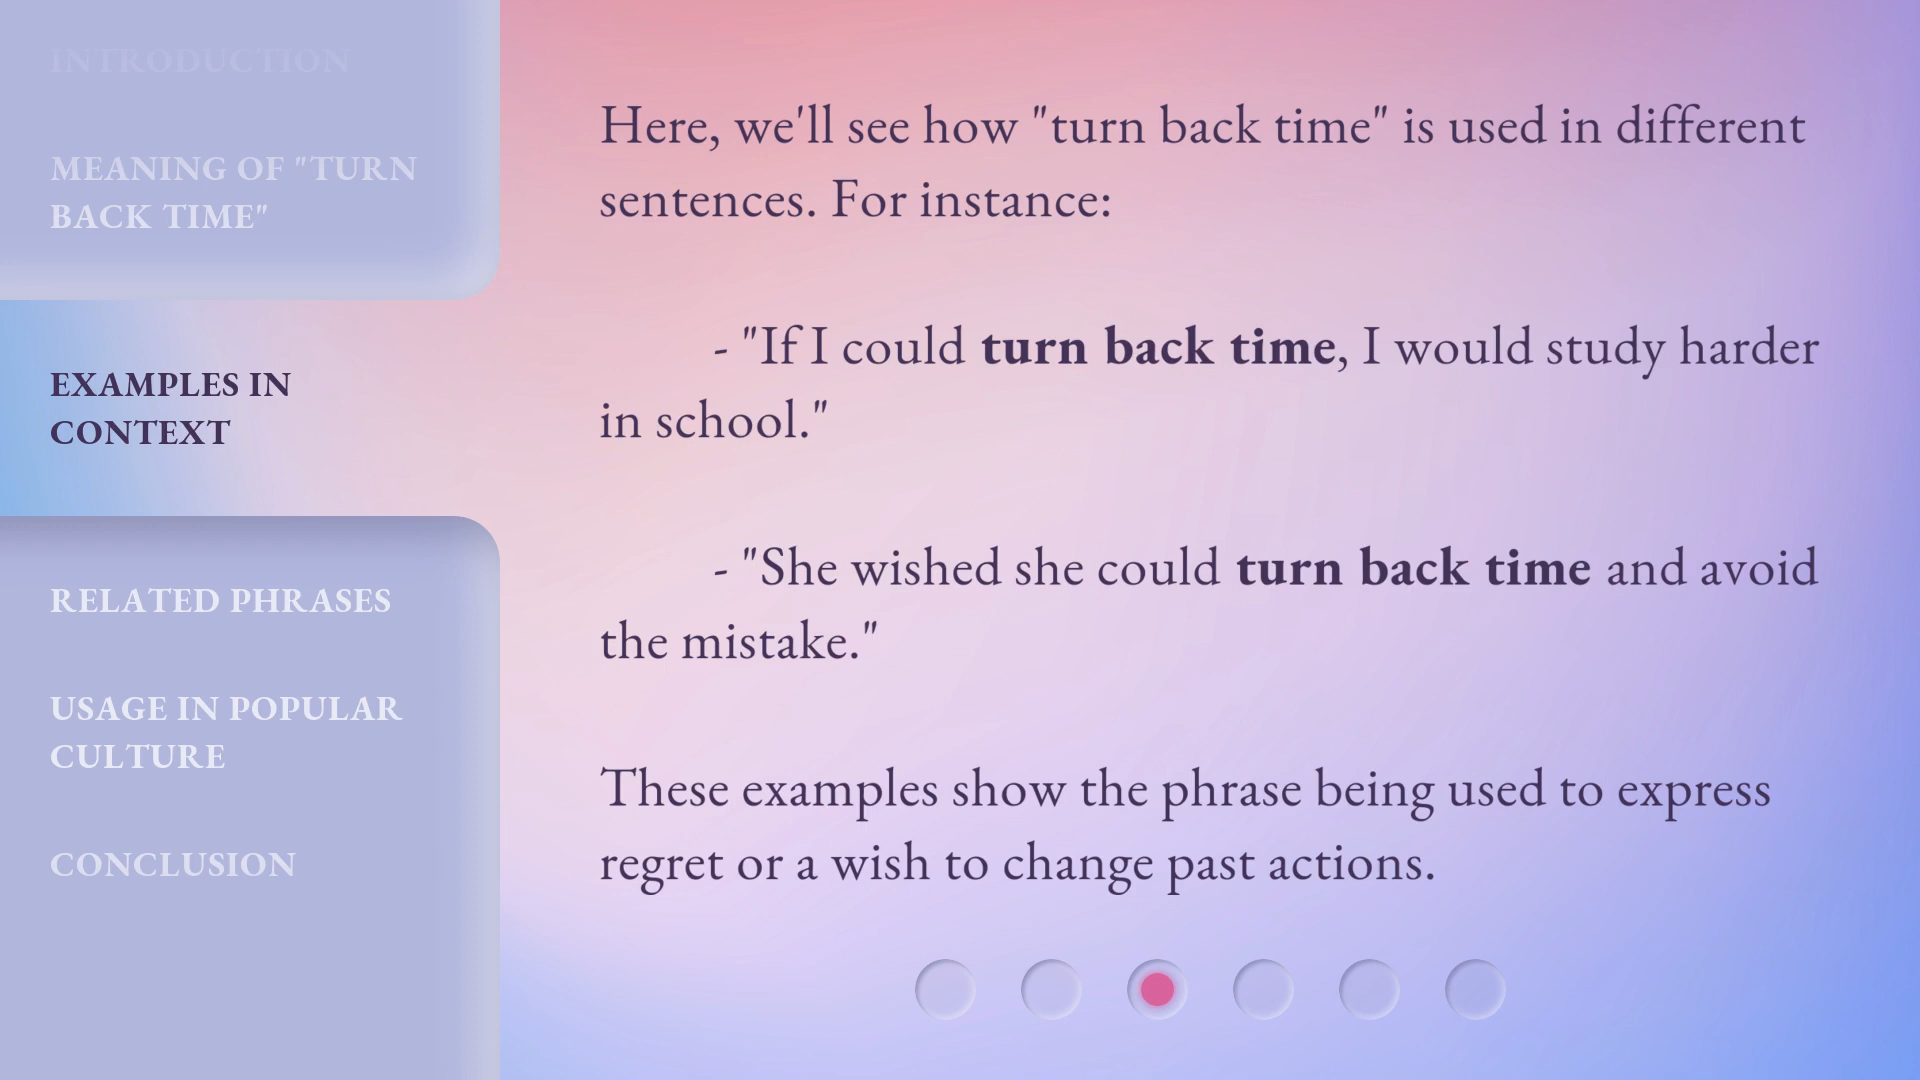 INTRODUCTION
MEANING OF "TURN
BACK TIME"
EXAMPLES IN
CONTEXT
RELATED PHRASES
USAGE IN POPULAR
CULTURE
CONCLUSION
Here, we'll see how "turn back time" is used in different
sentences. For instance:
- "If I could turn back time, I would study harder
in school."
- "She wished she could turn back time and avoid
the mistake."
These examples show the phrase being used to express
regret or a wish to change past actions.